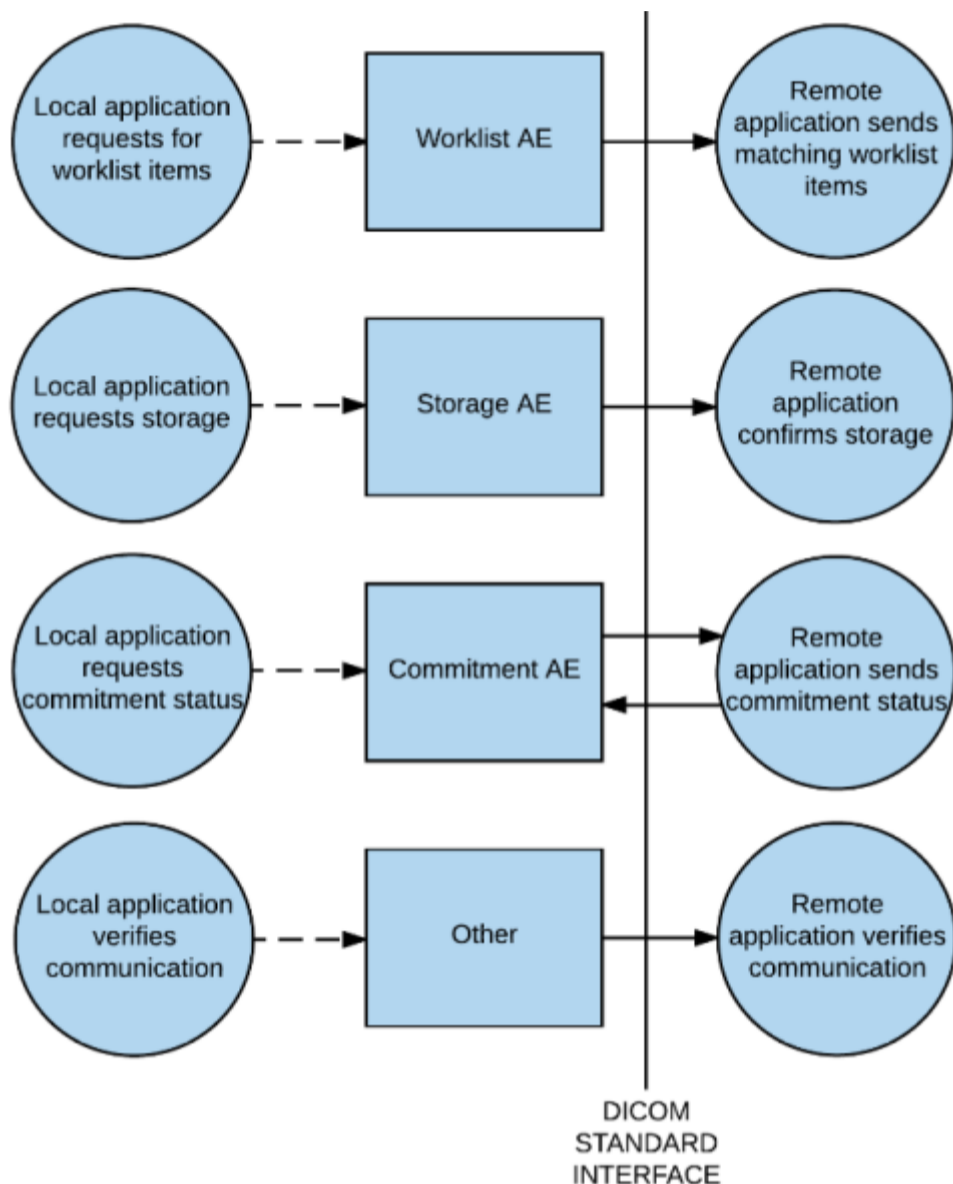 Local application
requests for
worklist items
Worklist AE
Remote
application sends
matching worklist
items
Local application
requests storage
Storage AE
Remote
application
confirms storage
Local application
requests
commitment status
Commitment AE
Remote
application sends
commitment status
Local application
verifies
communication
Other
Remote
application verifies
communication
DICOM
STANDARD
INTERFACE